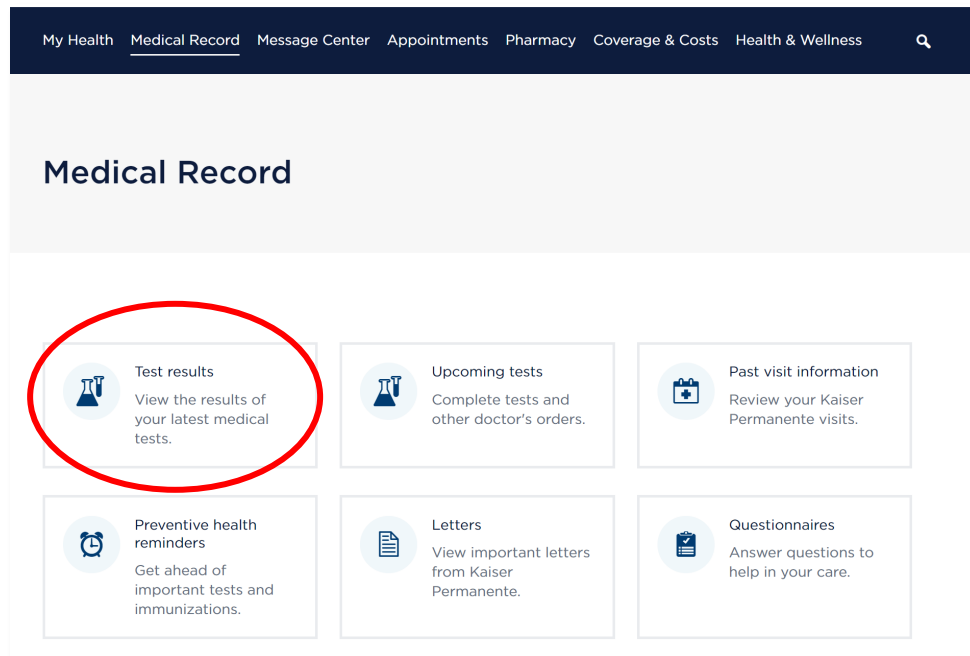 My Health Medical Record Message Center Appointments Pharmacy Coverage & Costs Health & Wellness
Medical Record
Test results
View the results of
your latest medical
tests.
Upcoming tests
Complete tests and
other doctor's orders.
Past visit information
Review your Kaiser
Permanente visits.
Preventive health
reminders
Get ahead of
important tests and
immunizations.
Letters
View important letters
from Kaiser
Permanente.
Questionnaires
Answer questions to
help in your care.